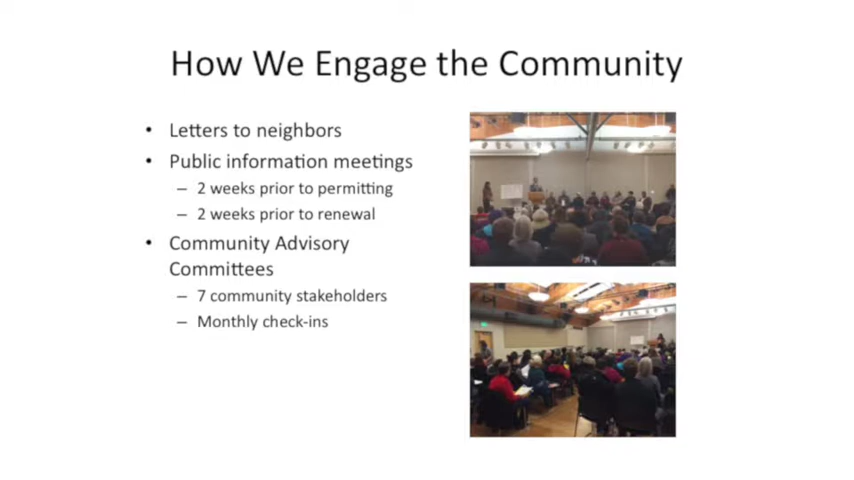 How We Engage the Community
• Letters to neighbors
• Public information meetings
– 2 weeks prior to permitting
– 2 weeks prior to renewal
• Community Advisory
Committees
– 7 community stakeholders
– Monthly check-ins